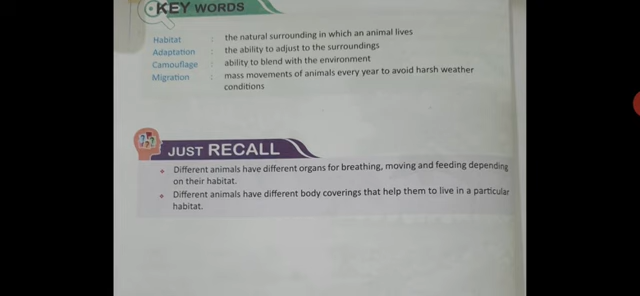 KEY WORDS
Habitat : the natural surrounding in which an animal lives
Adaptation : the ability to adjust to the surroundings
Camouflage : ability to blend with the environment
Migration : mass movements of animals every year to avoid harsh weather
conditions
JUST RECALL
Different animals have different organs for breathing, moving and feeding depending
on their habitat.
Different animals have different body coverings that help them to live in a particular
habitat.